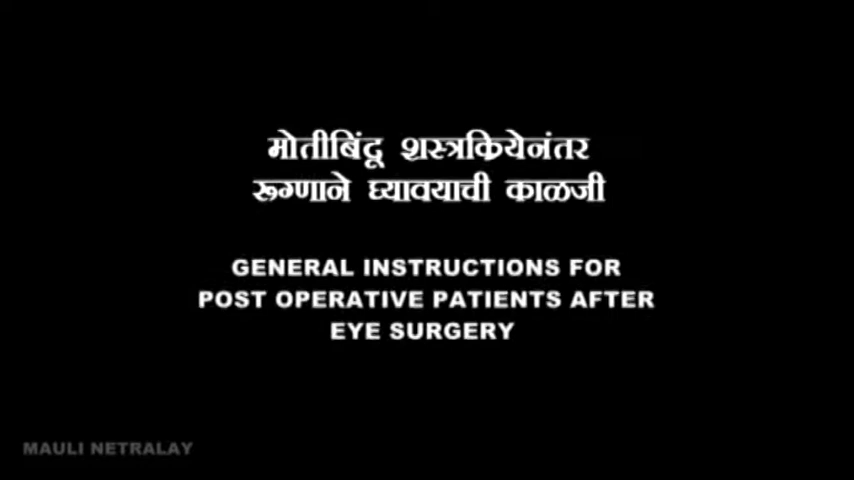 मोतीबिंदू शस्त्रक्रियेनंतर
रूग्णाने घ्यावयाची काळजी
GENERAL INSTRUCTIONS FOR
POST OPERATIVE PATIENTS AFTER
EYE SURGERY
MAULI NETRALAY